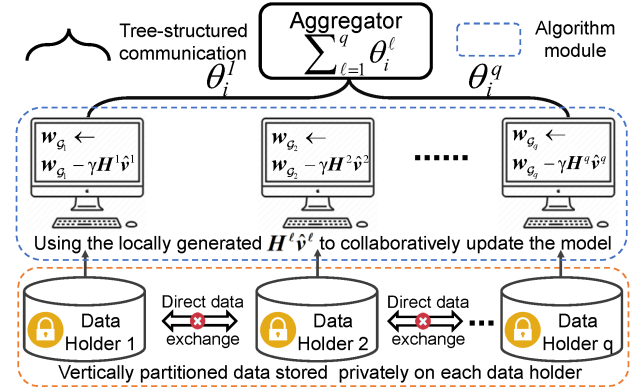 Tree-structured
communication
Aggregator
∑_{ℓ=1}^{q} θ_i^ℓ
Algorithm
module
θ_i^1
θ_i^q
w_{𝒢_1} ←
w_{𝒢_1} − γH^1 v̂^1
w_{𝒢_2} ←
w_{𝒢_2} − γH^2 v̂^2
······
w_{𝒢_q} ←
w_{𝒢_q} − γH^q v̂^q
Using the locally generated H^ℓ v̂^ℓ to collaboratively update the model
Data
Holder 1
Direct data
exchange
Data
Holder 2
Direct data
exchange
···
Data
Holder q
Vertically partitioned data stored privately on each data holder